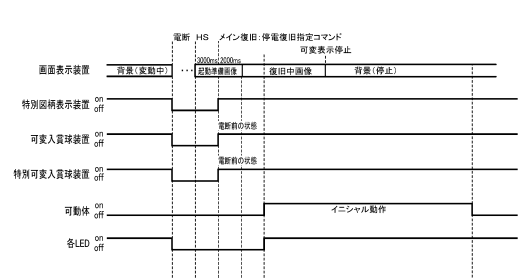 電断 HS メイン復旧:停電復旧指定コマンド
可変表示停止
3000ms 2000ms
画面表示装置 背景(変動中) ・・・ 起動準備画像 復旧中画像 背景(停止)
特別図柄表示装置 on
off
電断前の状態
可変入賞球装置 on
off
電断前の状態
特別可変入賞球装置 on
off
可動体 on
off
イニシャル動作
各LED on
off